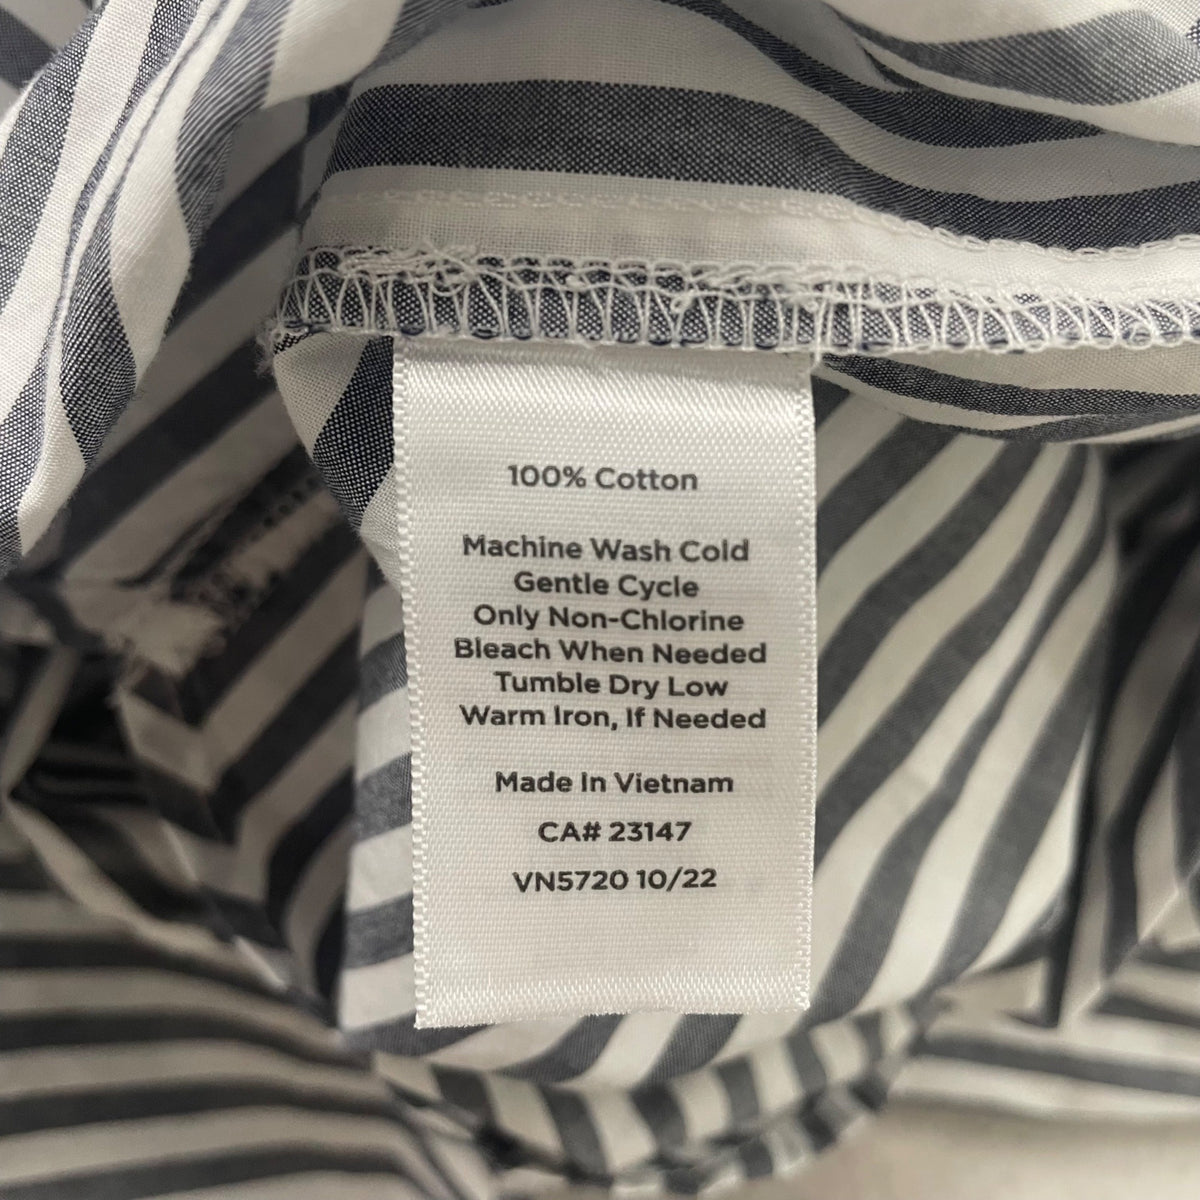 100% Cotton
Machine Wash Cold
Gentle Cycle
Only Non-Chlorine
Bleach When Needed
Tumble Dry Low
Warm Iron, If Needed
Made In Vietnam
CA# 23147
VN5720 10/22